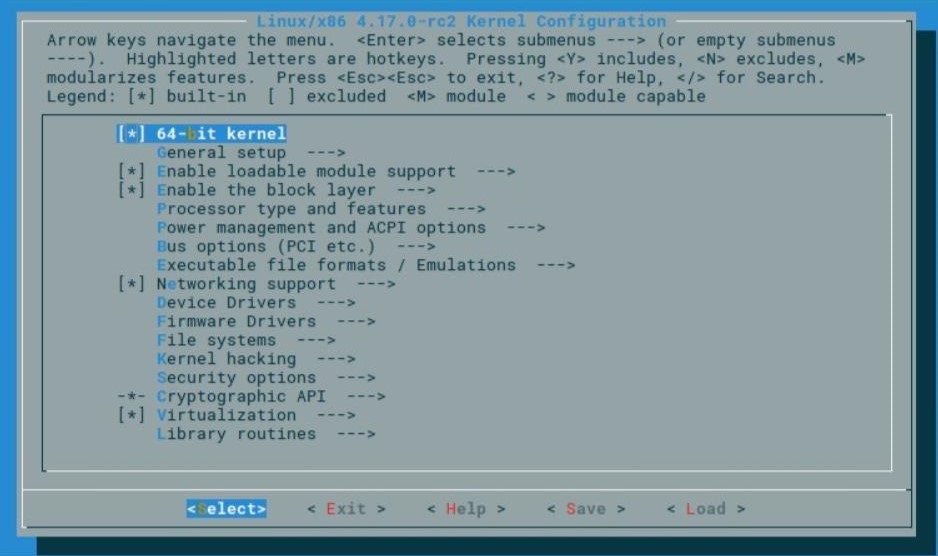 Linux/x86 4.17.0-rc2 Kernel Configuration
Arrow keys navigate the menu.  <Enter> selects submenus ---> (or empty submenus
----).  Highlighted letters are hotkeys.  Pressing <Y> includes, <N> excludes, <M>
modularizes features.  Press <Esc><Esc> to exit, <?> for Help, </> for Search.
Legend: [*] built-in  [ ] excluded  <M> module  < > module capable
[*] 64-bit kernel
General setup  --->
[*] Enable loadable module support  --->
[*] Enable the block layer  --->
Processor type and features  --->
Power management and ACPI options  --->
Bus options (PCI etc.)  --->
Executable file formats / Emulations  --->
[*] Networking support  --->
Device Drivers  --->
Firmware Drivers  --->
File systems  --->
Kernel hacking  --->
Security options  --->
-*- Cryptographic API  --->
[*] Virtualization  --->
Library routines  --->
<Select>    < Exit >    < Help >    < Save >    < Load >